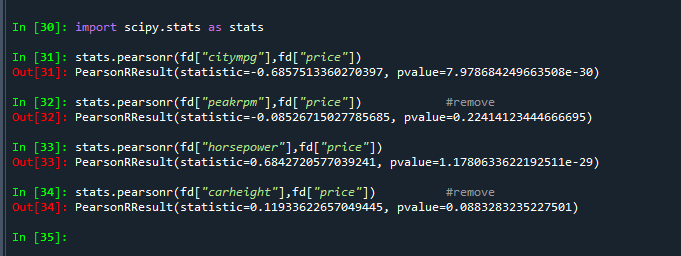 In [30]: import scipy.stats as stats
In [31]: stats.pearsonr(fd["citympg"],fd["price"])
Out[31]: PearsonRResult(statistic=-0.6857513360270397, pvalue=7.978684249663508e-30)
In [32]: stats.pearsonr(fd["peakrpm"],fd["price"]) #remove
Out[32]: PearsonRResult(statistic=-0.08526715027785685, pvalue=0.22414123444666695)
In [33]: stats.pearsonr(fd["horsepower"],fd["price"])
Out[33]: PearsonRResult(statistic=0.6842720577039241, pvalue=1.1780633622192511e-29)
In [34]: stats.pearsonr(fd["carheight"],fd["price"]) #remove
Out[34]: PearsonRResult(statistic=0.11933622657049445, pvalue=0.0883283235227501)
In [35]: